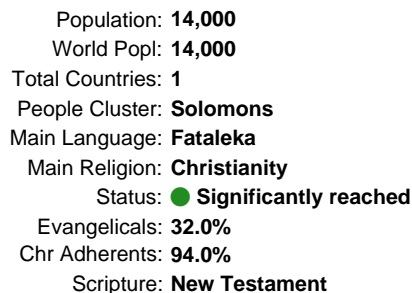 Population: 14,000
World Popl: 14,000
Total Countries: 1
People Cluster: Solomons
Main Language: Fataleka
Main Religion: Christianity
Status: Significantly reached
Evangelicals: 32.0%
Chr Adherents: 94.0%
Scripture: New Testament